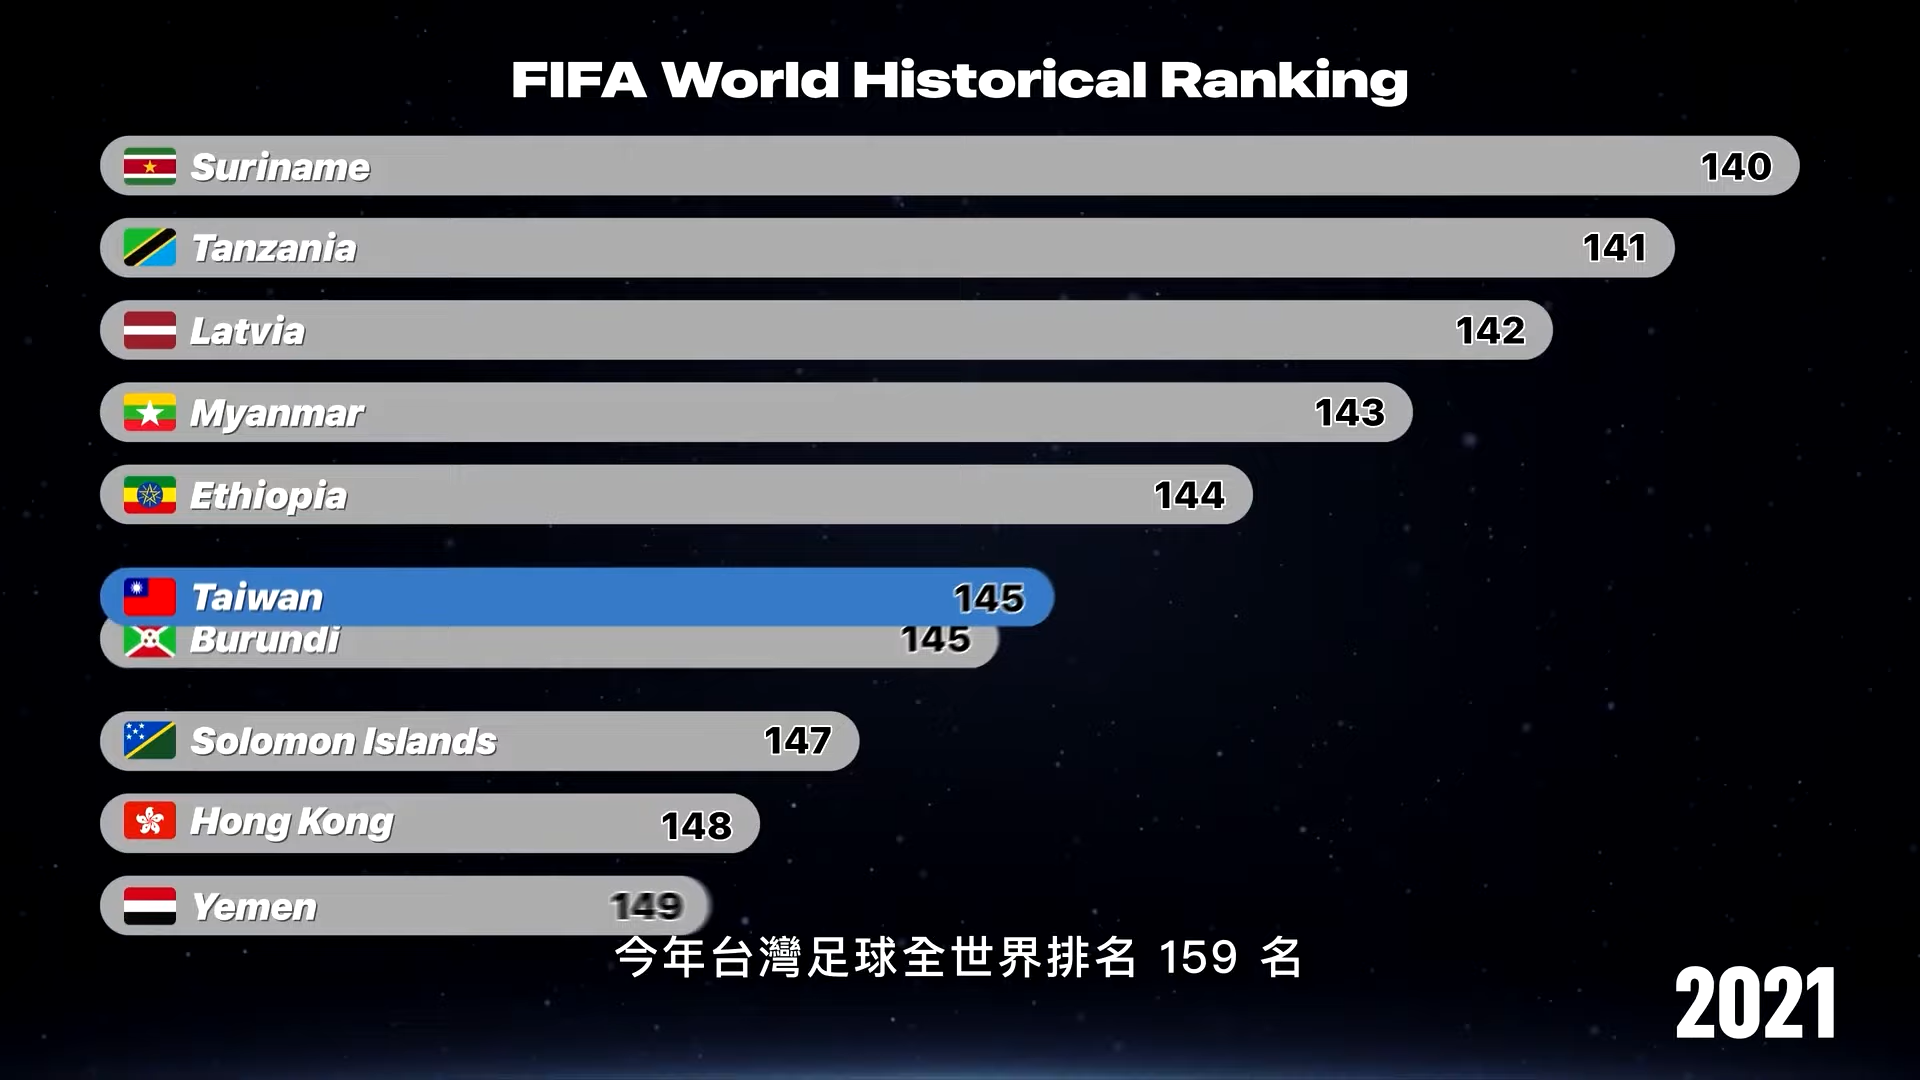 FIFA World Historical Ranking
Suriname 140
Tanzania 141
Latvia 142
Myanmar 143
Ethiopia 144
Taiwan 145
Burundi 145
Solomon Islands 147
Hong Kong 148
Yemen 149
今年台灣足球全世界排名 159 名
2021